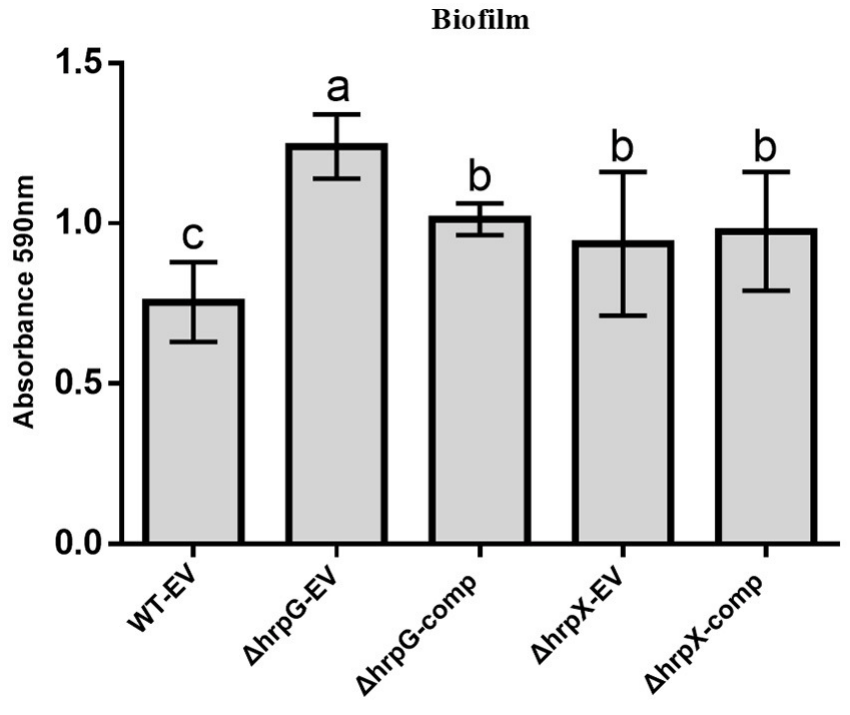 Biofilm
Absorbance 590nm
1.5
1.0
0.5
0.0
c
a
b
b
b
WT-EV
ΔhrpG-EV
ΔhrpG-comp
ΔhrpX-EV
ΔhrpX-comp